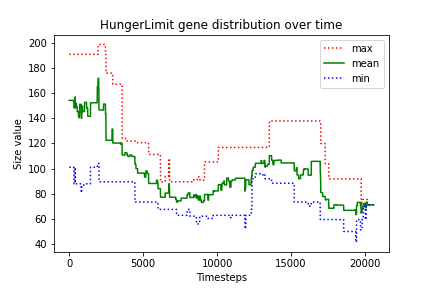 HungerLimit gene distribution over time
200
180
160
140
120
100
80
60
40
Size value
max
mean
min
0 5000 10000 15000 20000
Timesteps